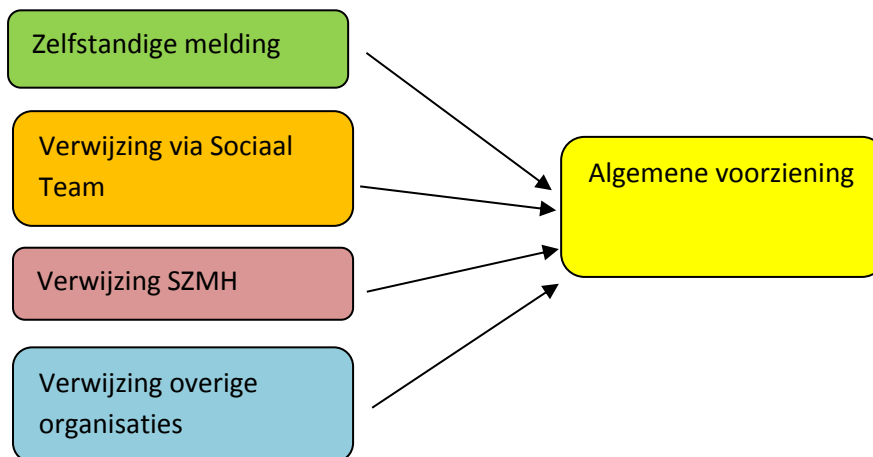 Zelfstandige melding
Verwijzing via Sociaal
Team
Verwijzing SZMH
Verwijzing overige
organisaties
Algemene voorziening